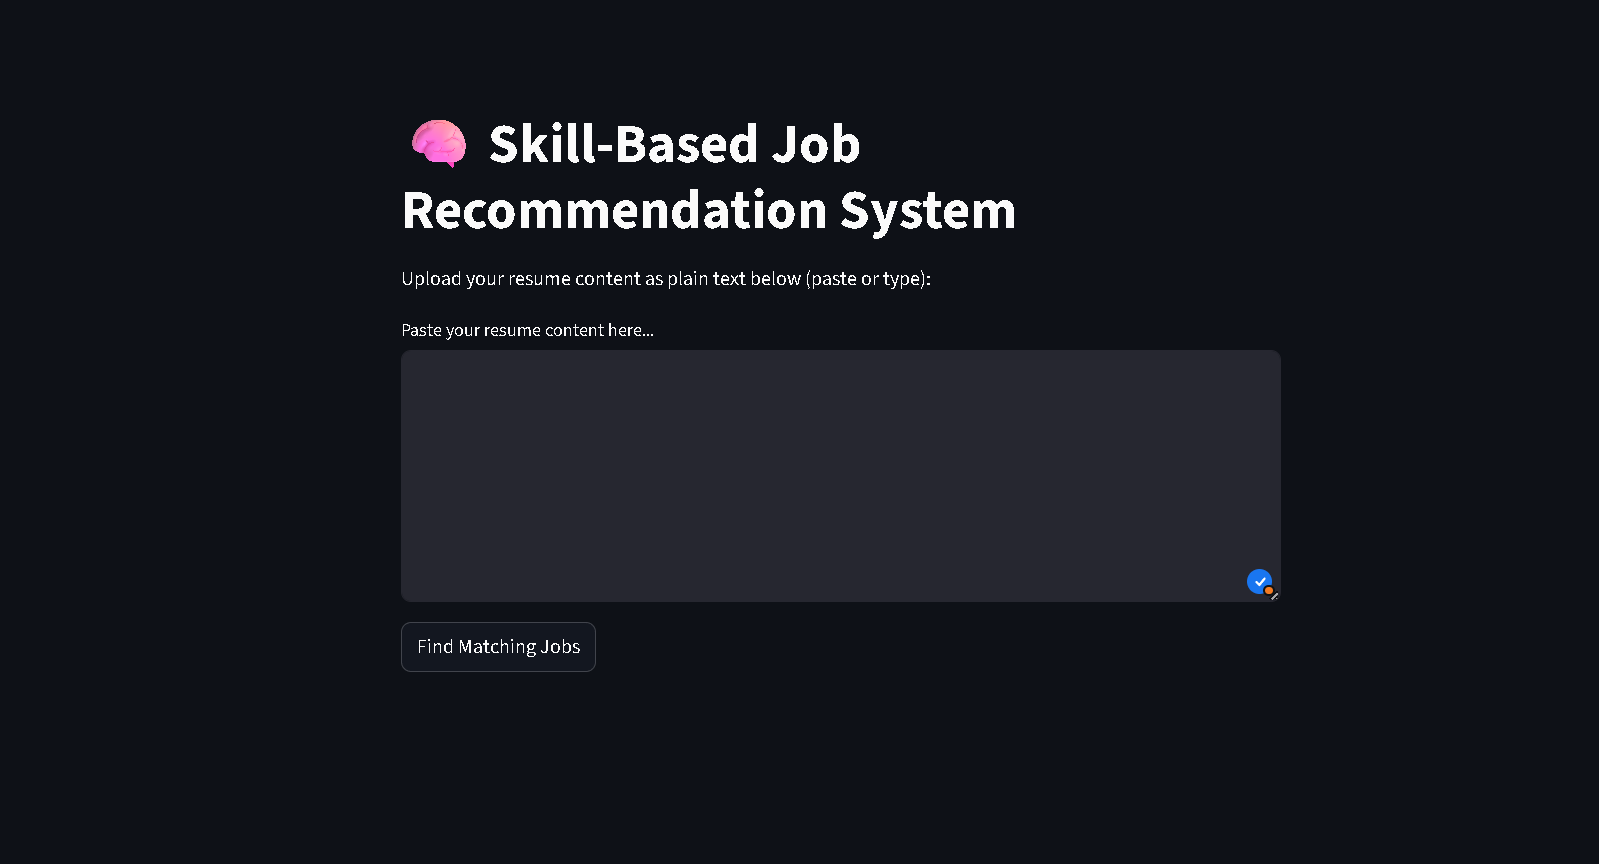 🧠 Skill-Based Job
Recommendation System
Upload your resume content as plain text below (paste or type):
Paste your resume content here...
Find Matching Jobs